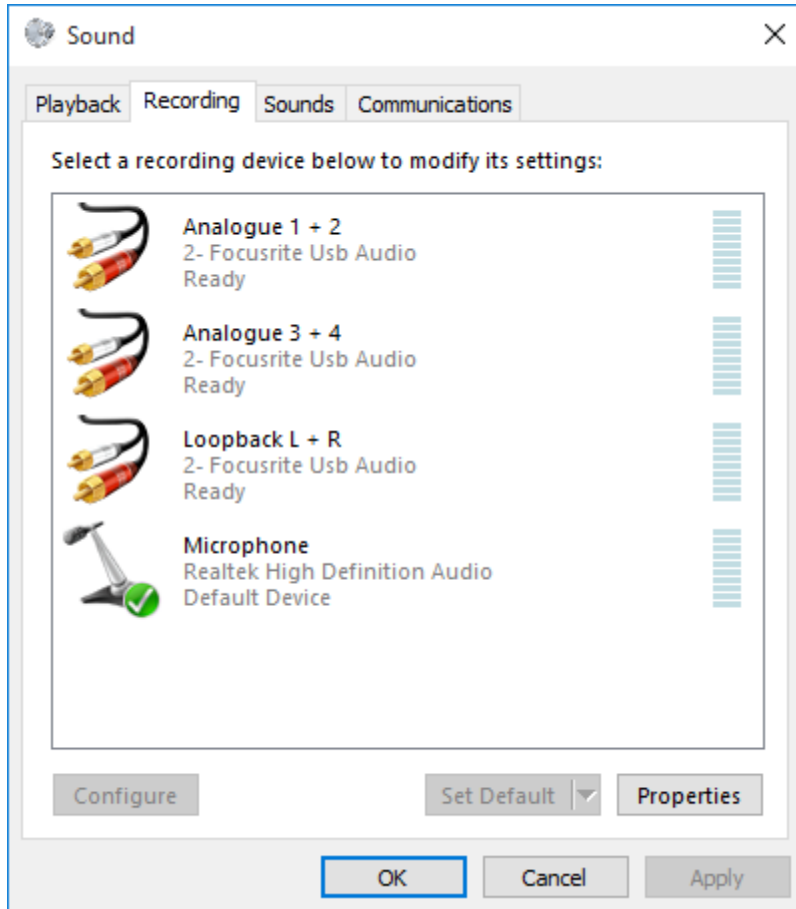 Sound
Playback Recording Sounds Communications
Select a recording device below to modify its settings:
Analogue 1 + 2
2- Focusrite Usb Audio
Ready
Analogue 3 + 4
2- Focusrite Usb Audio
Ready
Loopback L + R
2- Focusrite Usb Audio
Ready
Microphone
Realtek High Definition Audio
Default Device
Configure Set Default Properties
OK Cancel Apply